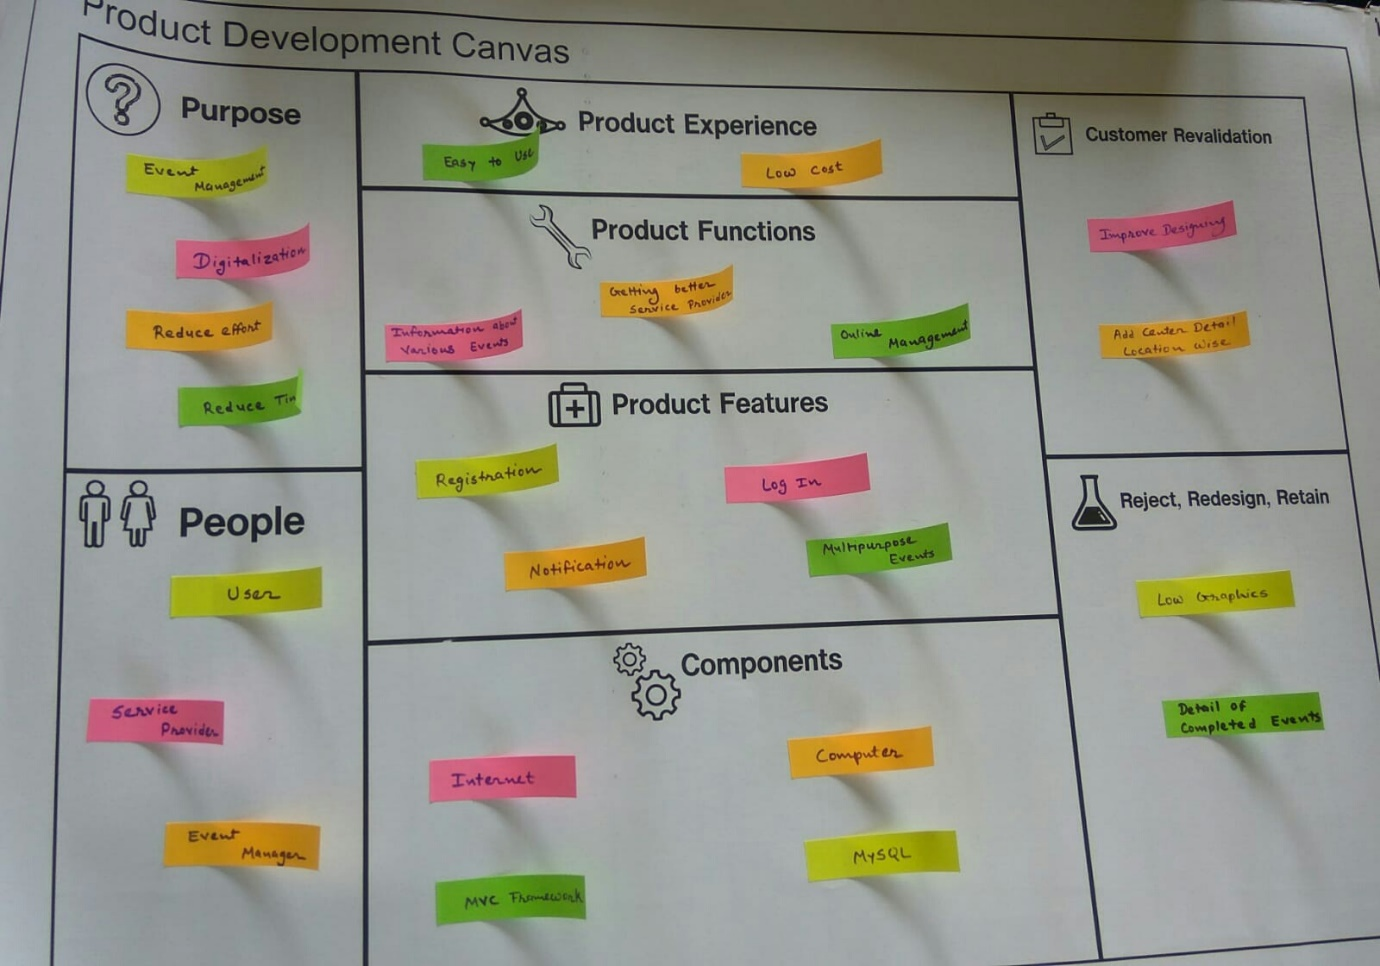 Product Development Canvas
Purpose
Event
Management
Digitalization
Reduce effort
Reduce
People
User
Service
Provider
Event
Manager
Product Experience
Easy to Use
Low Cost
Product Functions
Getting better
Service Provider
Information about
Various Events
Online
Management
Product Features
Registration
Log In
Notification
Multipurpose
Events
Components
Internet
Computer
MySQL
MVC Framework
Customer Revalidation
Improve Designing
Add Center Detail
Location Wise
Reject, Redesign, Retain
Low Graphics
Detail of
Completed Events